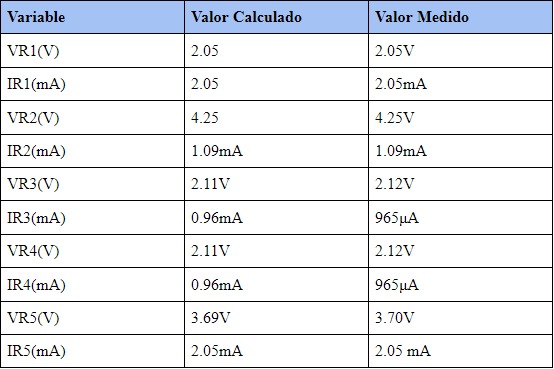 Variable Valor Calculado Valor Medido
VR1(V) 2.05 2.05V
IR1(mA) 2.05 2.05mA
VR2(V) 4.25 4.25V
IR2(mA) 1.09mA 1.09mA
VR3(V) 2.11V 2.12V
IR3(mA) 0.96mA 965μA
VR4(V) 2.11V 2.12V
IR4(mA) 0.96mA 965μA
VR5(V) 3.69V 3.70V
IR5(mA) 2.05mA 2.05 mA